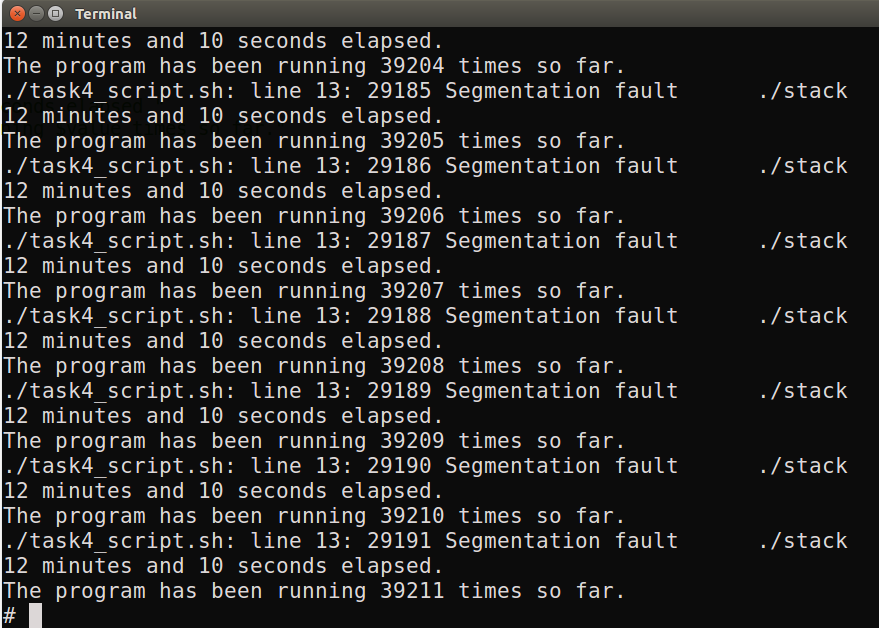 Terminal
12 minutes and 10 seconds elapsed.
The program has been running 39204 times so far.
./task4_script.sh: line 13: 29185 Segmentation fault      ./stack
12 minutes and 10 seconds elapsed.
The program has been running 39205 times so far.
./task4_script.sh: line 13: 29186 Segmentation fault      ./stack
12 minutes and 10 seconds elapsed.
The program has been running 39206 times so far.
./task4_script.sh: line 13: 29187 Segmentation fault      ./stack
12 minutes and 10 seconds elapsed.
The program has been running 39207 times so far.
./task4_script.sh: line 13: 29188 Segmentation fault      ./stack
12 minutes and 10 seconds elapsed.
The program has been running 39208 times so far.
./task4_script.sh: line 13: 29189 Segmentation fault      ./stack
12 minutes and 10 seconds elapsed.
The program has been running 39209 times so far.
./task4_script.sh: line 13: 29190 Segmentation fault      ./stack
12 minutes and 10 seconds elapsed.
The program has been running 39210 times so far.
./task4_script.sh: line 13: 29191 Segmentation fault      ./stack
12 minutes and 10 seconds elapsed.
The program has been running 39211 times so far.
#